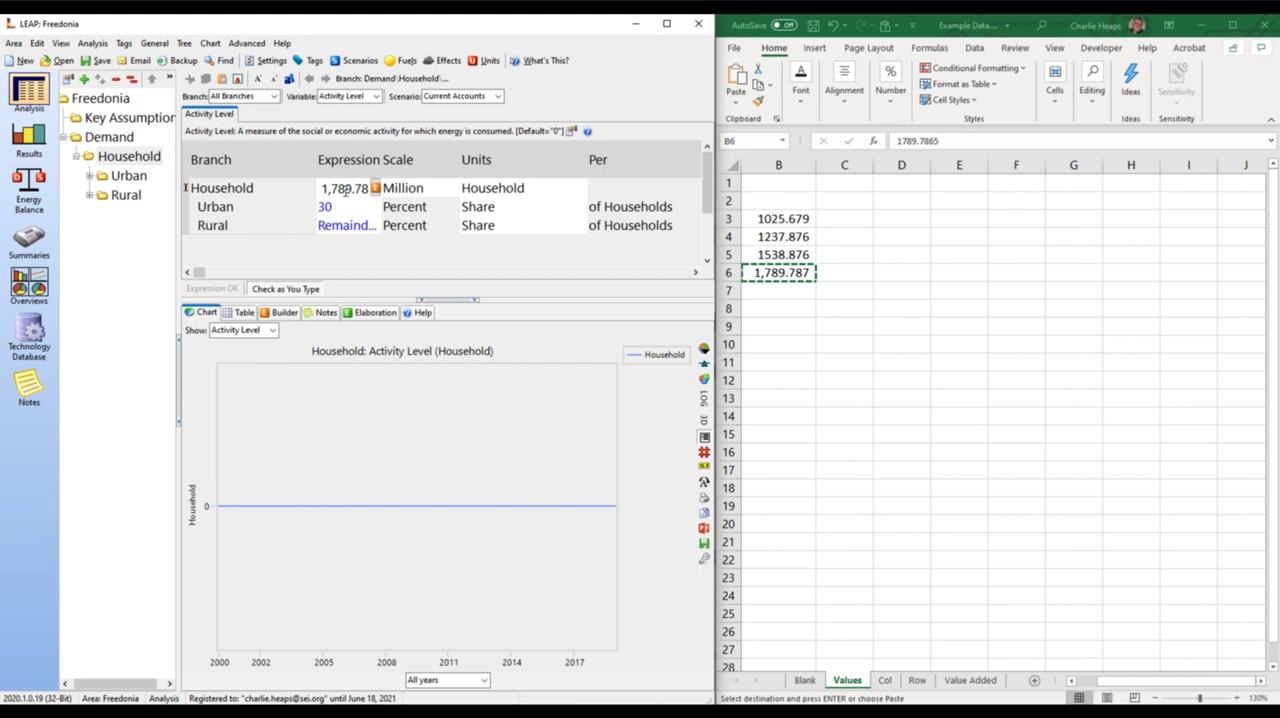 LEAP: Freedonia
Area Edit View Analysis Tags General Tree Chart Advanced Help
New Open Save Email Backup Find Settings Tags Scenarios Fuels Effects Units What's This?
Branch: Demand\Household\...
Branch: All Branches Variable: Activity Level Scenario: Current Accounts
Analysis
Results
Energy
Balance
Summaries
Overviews
Technology
Database
Notes
Freedonia
Key Assumption
Demand
Household
Urban
Rural
Activity Level
Activity Level: A measure of the social or economic activity for which energy is consumed. [Default="0"]
Branch Expression Scale Units Per
Household 1,789.78 Million Household
Urban 30 Percent Share of Households
Rural Remaind... Percent Share of Households
Expression OK Check as You Type
Chart Table Builder Notes Elaboration Help
Show: Activity Level
Household: Activity Level (Household)
Household
LOG
3D
Household
0
2000 2002 2005 2008 2011 2014 2017
All years
2020.1.0.19 (32-Bit) Area: Freedonia Analysis Registered to: "charlie.heaps@sei.org" until June 18, 2021
AutoSave Off Example Data... Charlie Heaps
File Home Insert Page Layout Formulas Data Review View Developer Help Acrobat
Paste
Clipboard
Font
Alignment
Number
Conditional Formatting
Format as Table
Cell Styles
Styles
Cells
Editing
Ideas
Ideas
Sensitivity
Sensitivity
B6 fx 1789.7865
B C D E F G H I J
1
2
3 1025.679
4 1237.876
5 1538.876
6 1,789.787
7
8
9
10
11
12
13
14
15
16
17
18
19
20
21
22
23
24
25
26
27
28
Blank Values Col Row Value Added
Select destination and press ENTER or choose Paste 130%